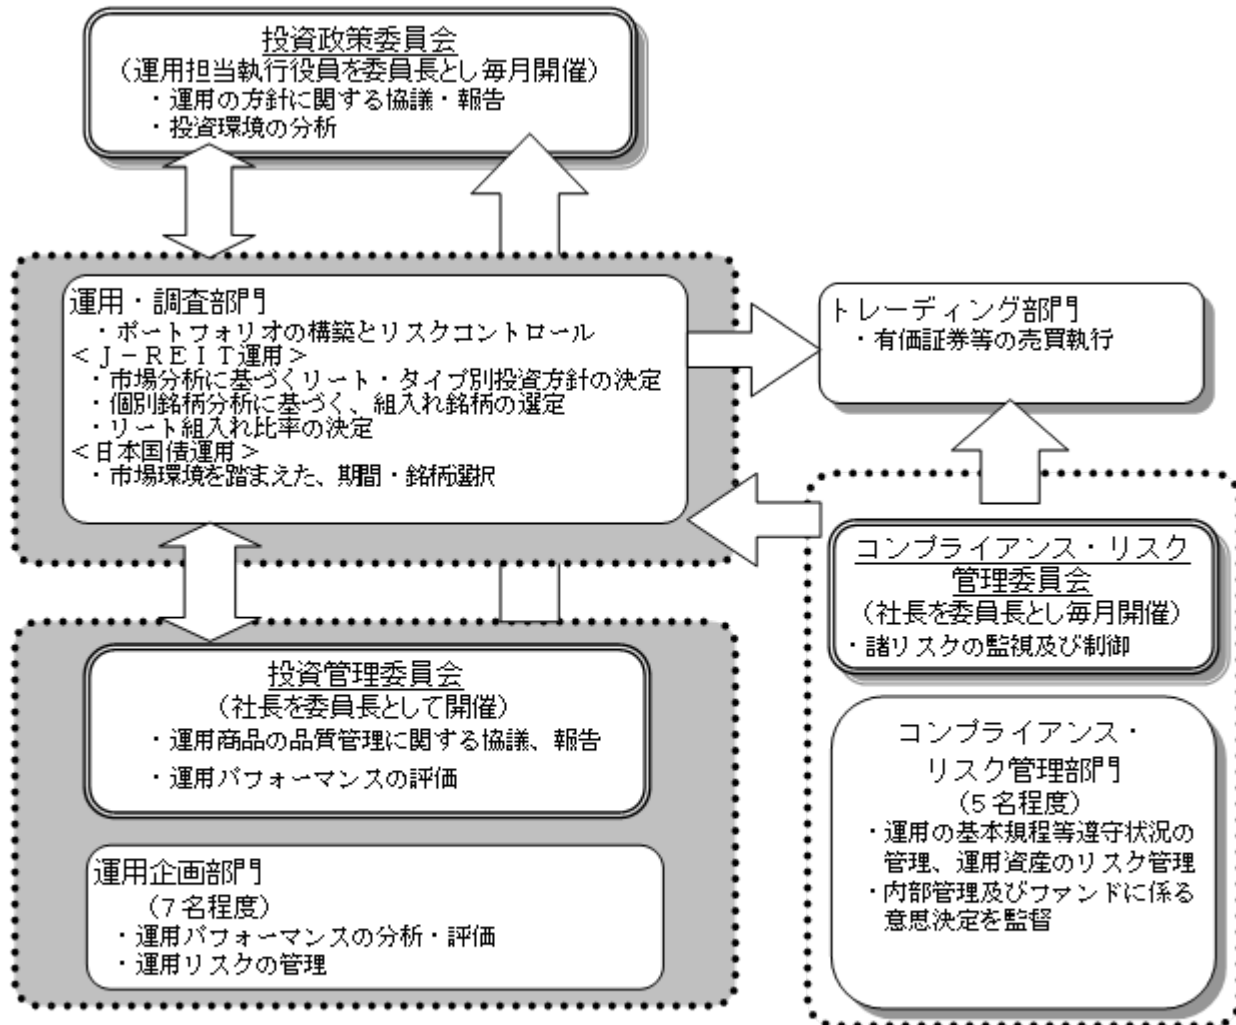 投資政策委員会
（運用担当執行役員を委員長とし毎月開催）
・運用の方針に関する協議・報告
・投資環境の分析
運用・調査部門
・ポートフォリオの構築とリスクコントロール
＜Ｊ－ＲＥＩＴ運用＞
・市場分析に基づくリート・タイプ別投資方針の決定
・個別銘柄分析に基づく、組入れ銘柄の選定
・リート組入れ比率の決定
＜日本国債運用＞
・市場環境を踏まえた、期間・銘柄選択
トレーディング部門
・有価証券等の売買執行
コンプライアンス・リスク
管理委員会
（社長を委員長とし毎月開催）
・諸リスクの監視及び制御
投資管理委員会
（社長を委員長として開催）
・運用商品の品質管理に関する協議、報告
・運用パフォーマンスの評価
コンプライアンス・
リスク管理部門
（５名程度）
・運用の基本規程等遵守状況の
管理、運用資産のリスク管理
・内部管理及びファンドに係る
意思決定を監督
運用企画部門
（７名程度）
・運用パフォーマンスの分析・評価
・運用リスクの管理